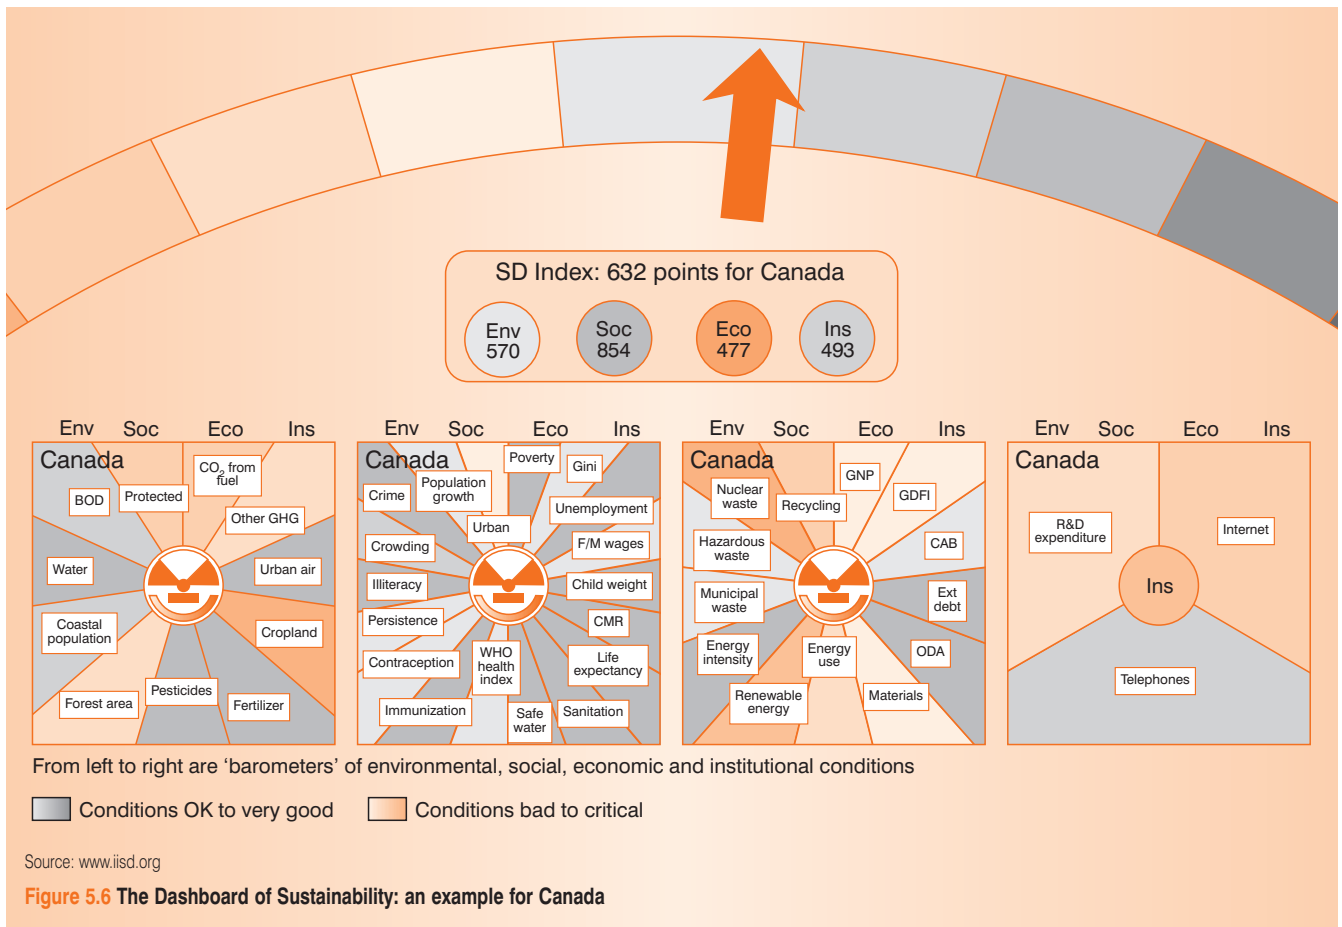 SD Index: 632 points for Canada
Env
570
Soc
854
Eco
477
Ins
493
Env Soc Eco Ins
Canada
CO2 from
fuel
BOD
Protected
Other GHG
Water
Urban air
Coastal
population
Cropland
Forest area
Pesticides
Fertilizer
Env Soc Eco Ins
Canada
Poverty
Gini
Crime
Population
growth
Unemployment
Urban
Crowding
F/M wages
Illiteracy
Child weight
Persistence
CMR
Contraception
WHO
health
index
Life
expectancy
Immunization
Safe
water
Sanitation
Env Soc Eco Ins
Canada
GNP
Nuclear
waste
Recycling
GDFI
Hazardous
waste
CAB
Municipal
waste
Ext
debt
Energy
intensity
Energy
use
ODA
Renewable
energy
Materials
Env Soc Eco Ins
Canada
R&D
expenditure
Internet
Ins
Telephones
From left to right are ‘barometers’ of environmental, social, economic and institutional conditions
Conditions OK to very good
Conditions bad to critical
Source: www.iisd.org
Figure 5.6 The Dashboard of Sustainability: an example for Canada